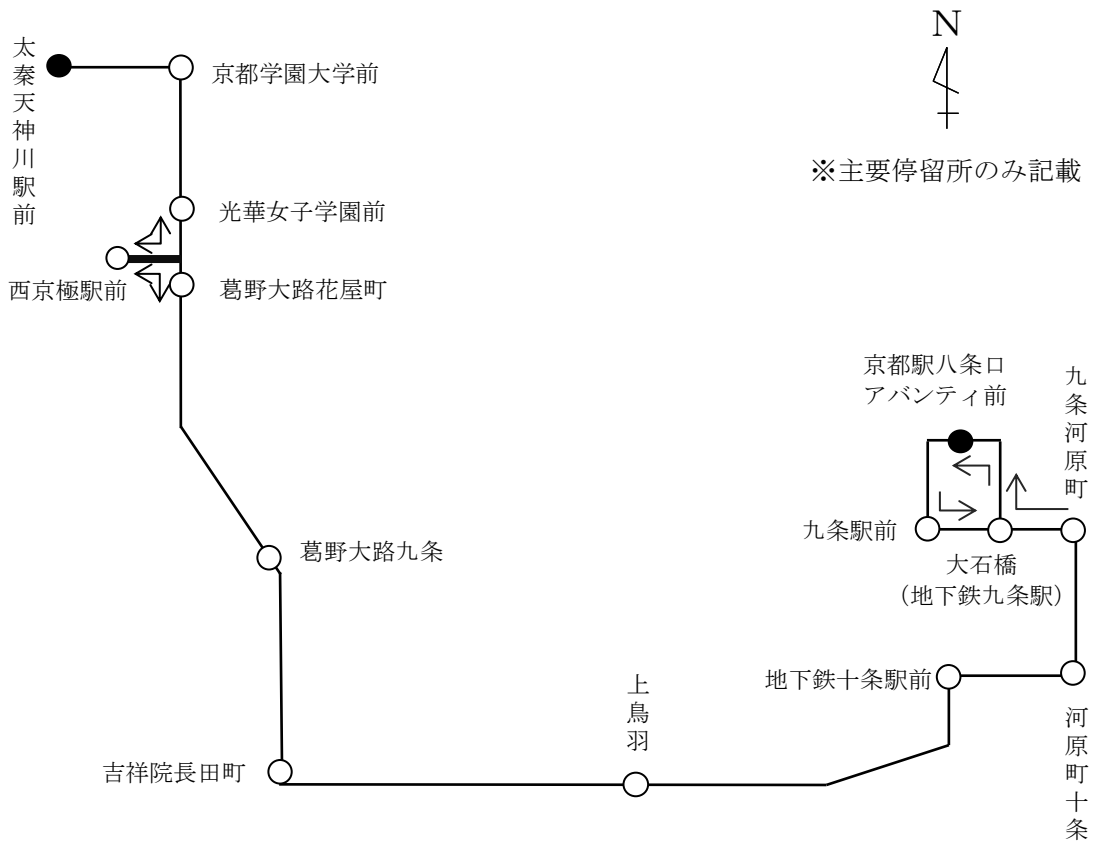 N
※主要停留所のみ記載
太秦天神川駅前
京都学園大学前
光華女子学園前
西京極駅前
葛野大路花屋町
京都駅八条口
アバンティ前
九条河原町
九条駅前
大石橋
（地下鉄九条駅）
葛野大路九条
地下鉄十条駅前
上鳥羽
河原町十条
吉祥院長田町